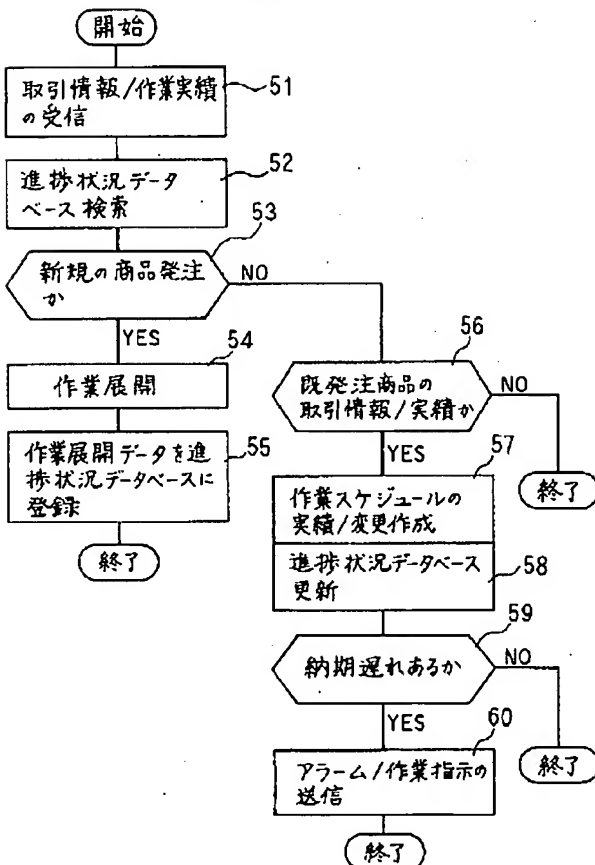 開始
取引情報/作業実績
の受信
51
進捗状況データ
ベース検索
52
新規の商品発注
か
53
NO
YES
作業展開
54
作業展開データを進
捗状況データベースに
登録
55
終了
既発注商品の
取引情報/実績か
56
NO
終了
YES
作業スケジュールの
実績/変更作成
57
進捗状況データベース
更新
58
納期遅れあるか
59
NO
終了
YES
アラーム/作業指示の
送信
60
終了